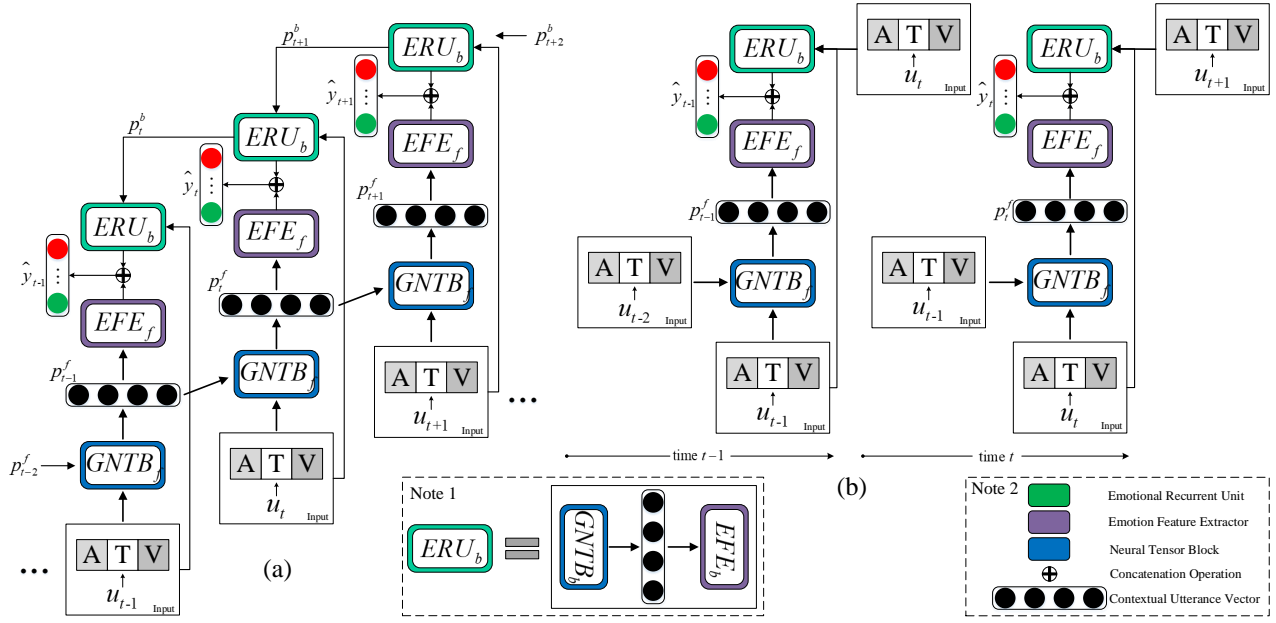 p^b_{t+1}
ERU_b
p^b_{t+2}
ŷ_{t+1}
EFE_f
p^f_{t+1}
GNTB_f
A T V
u_{t+1}
Input
p^b_t
ERU_b
ŷ_t
EFE_f
p^f_t
GNTB_f
A T V
u_t
Input
ERU_b
ŷ_{t-1}
EFE_f
p^f_{t-1}
p^f_{t-2}
GNTB_f
A T V
u_{t-1}
Input
...
...
(a)
ERU_b
A T V
u_t
Input
ŷ_{t-1}
EFE_f
p^f_{t-1}
A T V
u_{t-2}
Input
GNTB_f
A T V
u_{t-1}
Input
time t−1
ERU_b
A T V
u_{t+1}
Input
ŷ_t
EFE_f
p^f_t
A T V
u_{t-1}
Input
GNTB_f
A T V
u_t
Input
time t
(b)
Note 1
ERU_b
GNTB_b
EFE_b
Note 2
Emotional Recurrent Unit
Emotion Feature Extractor
Neural Tensor Block
Concatenation Operation
Contextual Utterance Vector